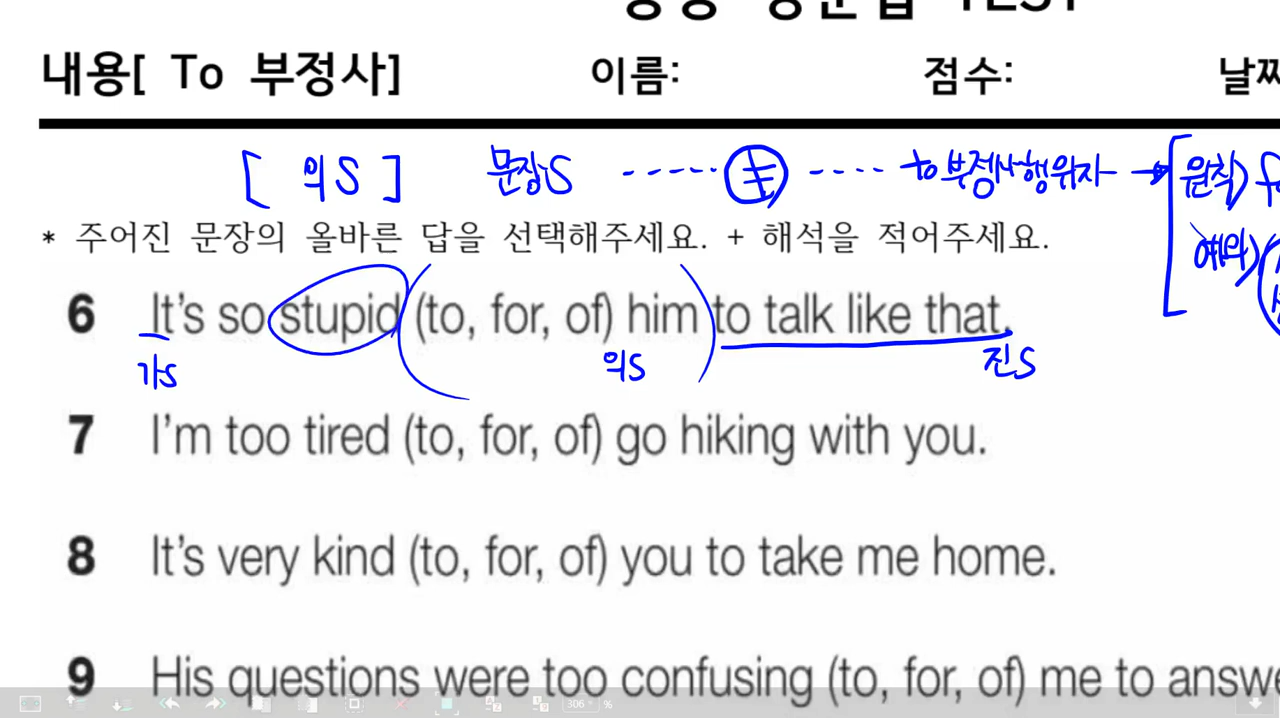 TEST
내용[ To 부정사] 이름: 점수: 날짜
[ 의S ] 문장S ----- ≠ ---- to부정사행위자 → 원칙) fo
* 주어진 문장의 올바른 답을 선택해주세요. + 해석을 적어주세요.
예외)
6 It's so stupid (to, for, of) him to talk like that.
가S 의S 진S
7 I'm too tired (to, for, of) go hiking with you.
8 It's very kind (to, for, of) you to take me home.
9 His questions were too confusing (to, for, of) me to answe
306 %